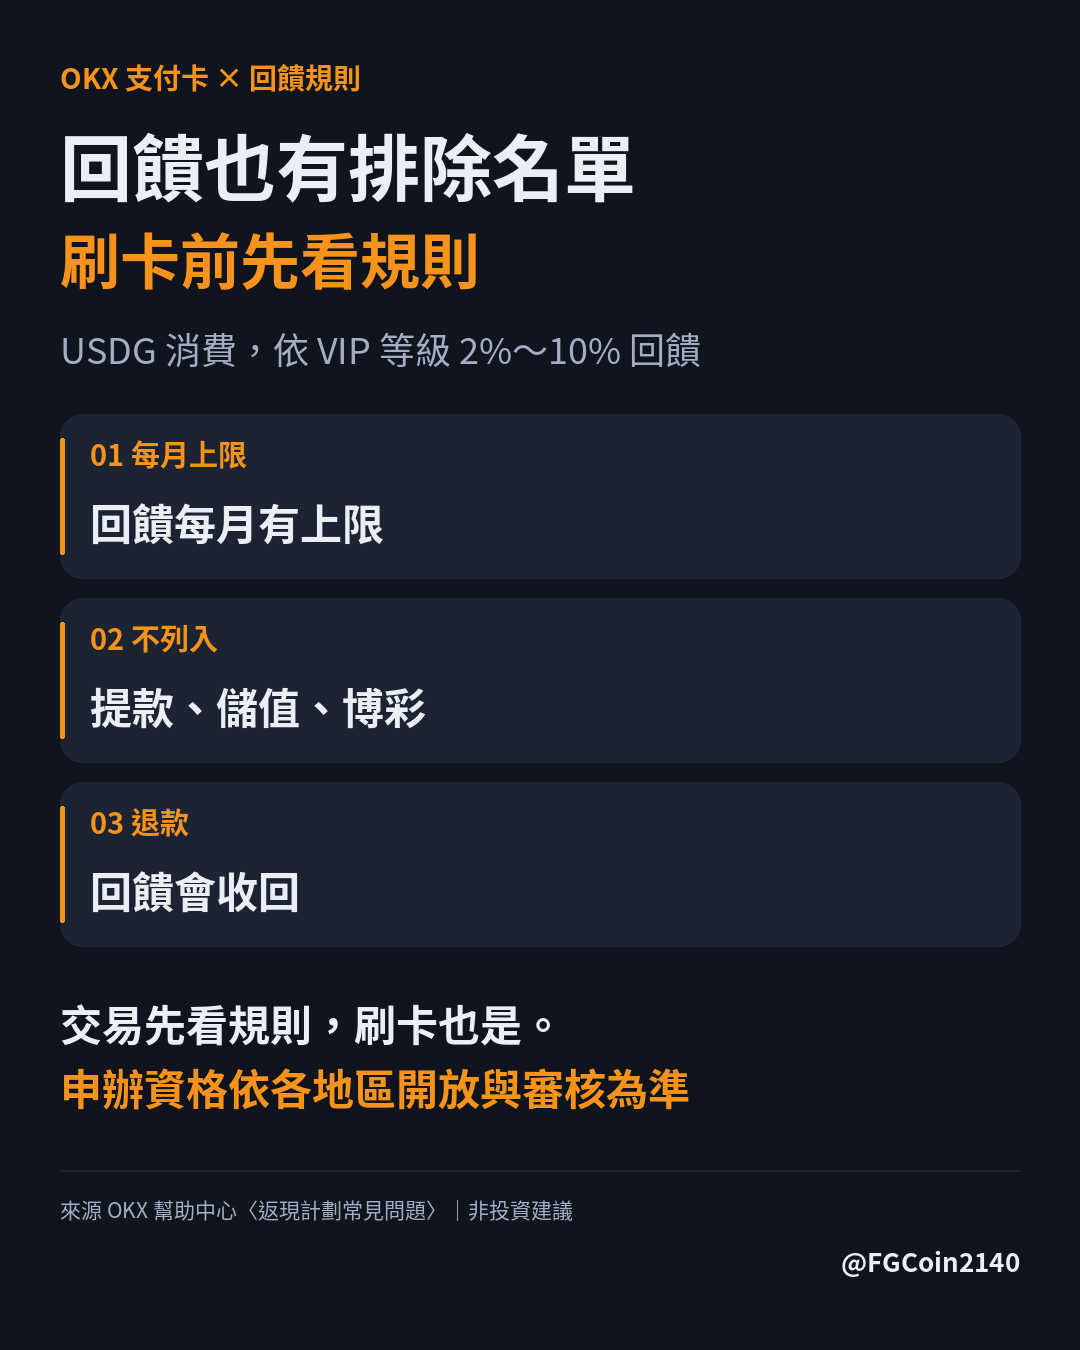 OKX 支付卡 × 回饋規則
回饋也有排除名單
刷卡前先看規則
USDG 消費，依 VIP 等級 2%～10% 回饋
01 每月上限
回饋每月有上限
02 不列入
提款、儲值、博彩
03 退款
回饋會收回
交易先看規則，刷卡也是。
申辦資格依各地區開放與審核為準
來源 OKX 幫助中心〈返現計劃常見問題〉｜非投資建議
@FGCoin2140